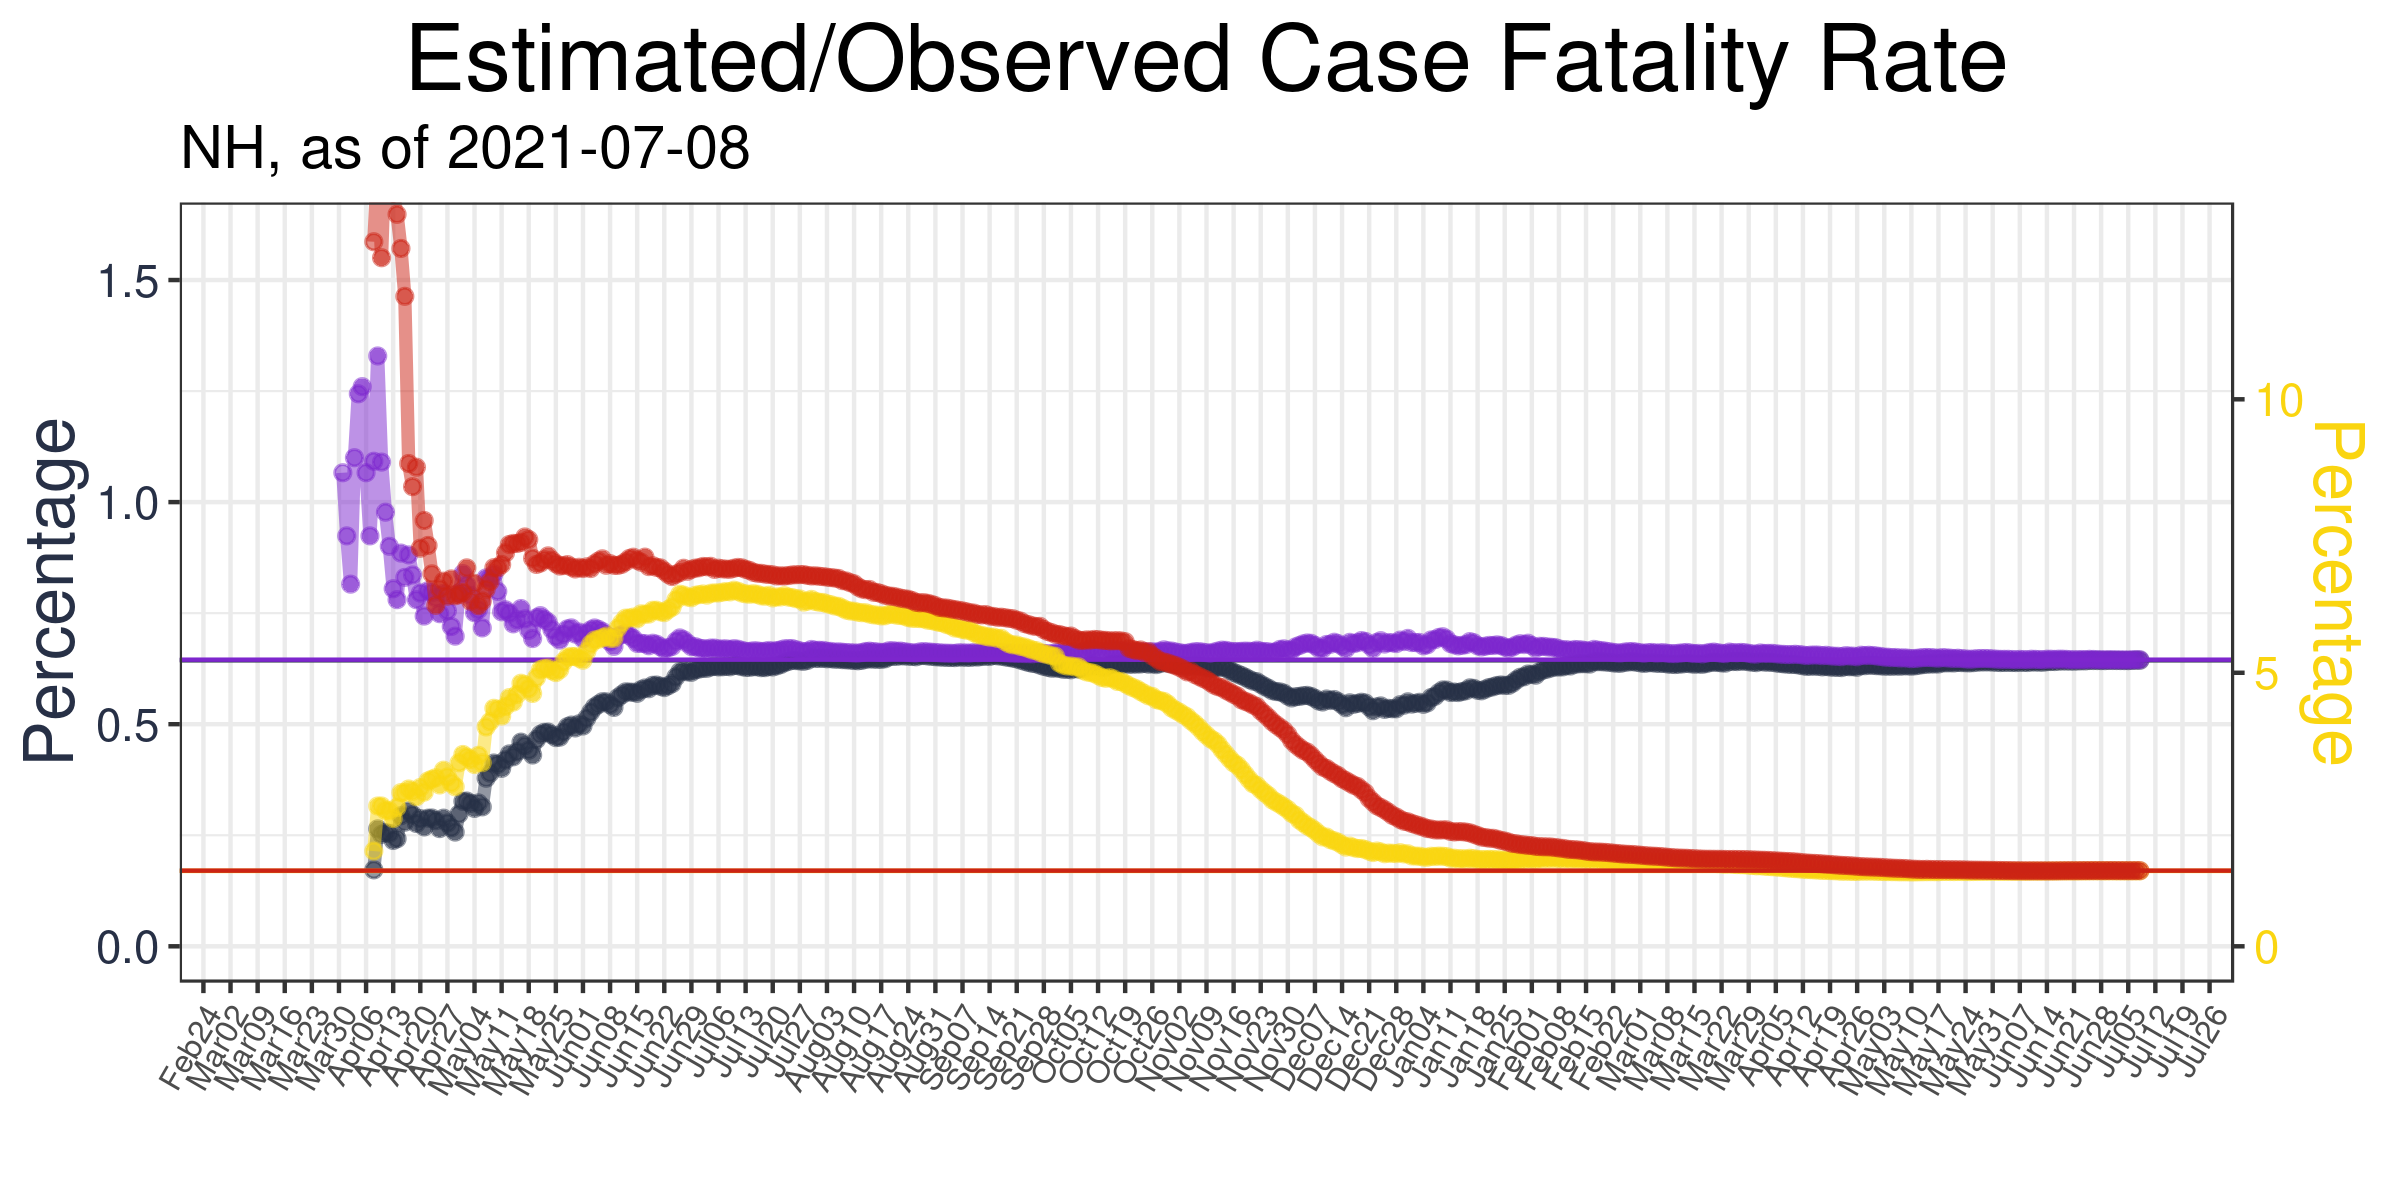 Estimated/Observed Case Fatality Rate
NH, as of 2021-07-08
Percentage
1.5
1.0
0.5
0.0
10
5
0
Percentage
Feb24
Mar02
Mar09
Mar16
Mar23
Mar30
Apr06
Apr13
Apr20
Apr27
May04
May11
May18
May25
Jun01
Jun08
Jun15
Jun22
Jun29
Jul06
Jul13
Jul20
Jul27
Aug03
Aug10
Aug17
Aug24
Aug31
Sep07
Sep14
Sep21
Sep28
Oct05
Oct12
Oct19
Oct26
Nov02
Nov09
Nov16
Nov23
Nov30
Dec07
Dec14
Dec21
Dec28
Jan04
Jan11
Jan18
Jan25
Feb01
Feb08
Feb15
Feb22
Mar01
Mar08
Mar15
Mar22
Mar29
Apr05
Apr12
Apr19
Apr26
May03
May10
May17
May24
May31
Jun07
Jun14
Jun21
Jun28
Jul05
Jul12
Jul19
Jul26